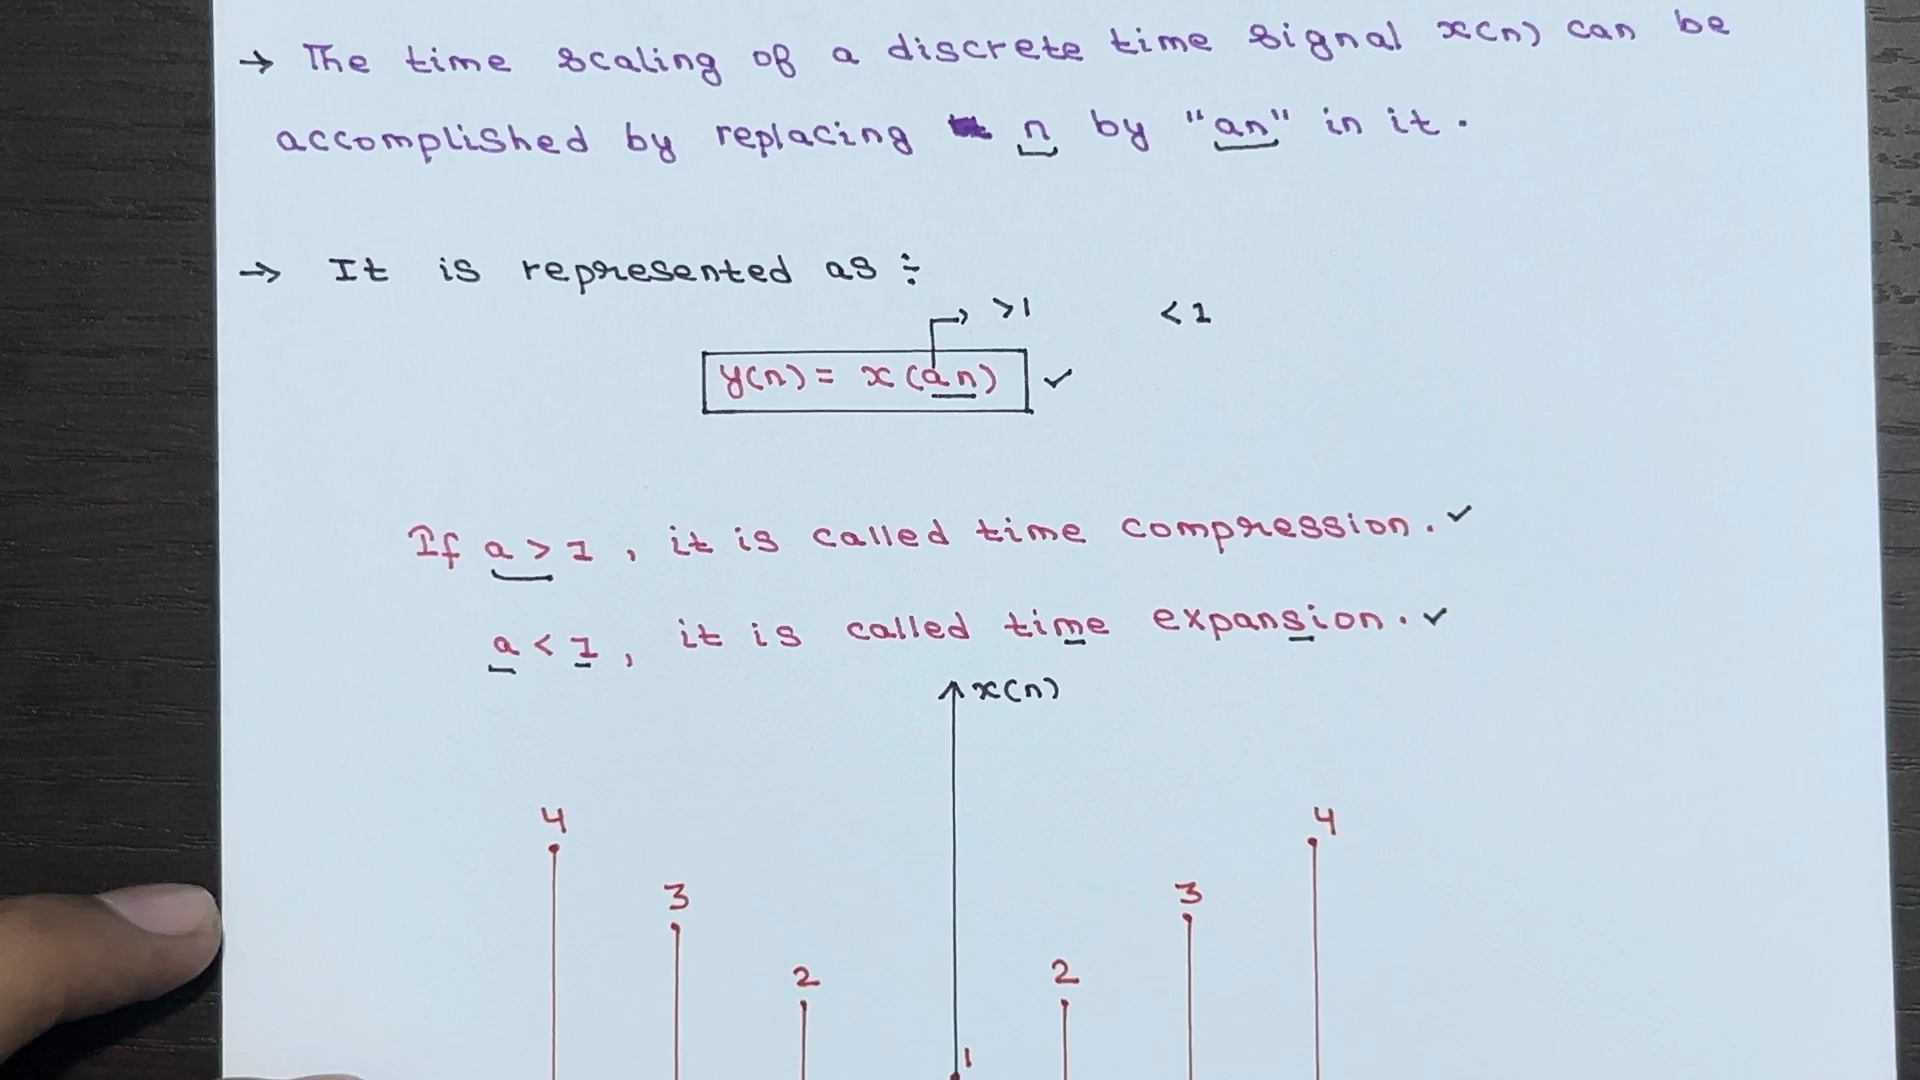 → The time scaling of a discrete time signal x(n) can be
accomplished by replacing n by "an" in it.
→ It is represented as ÷
>1 <1
y(n) = x(an) ✓
If a > 1, it is called time compression. ✓
a < 1, it is called time expansion. ✓
x(n)
4 4
3 3
2 2
1